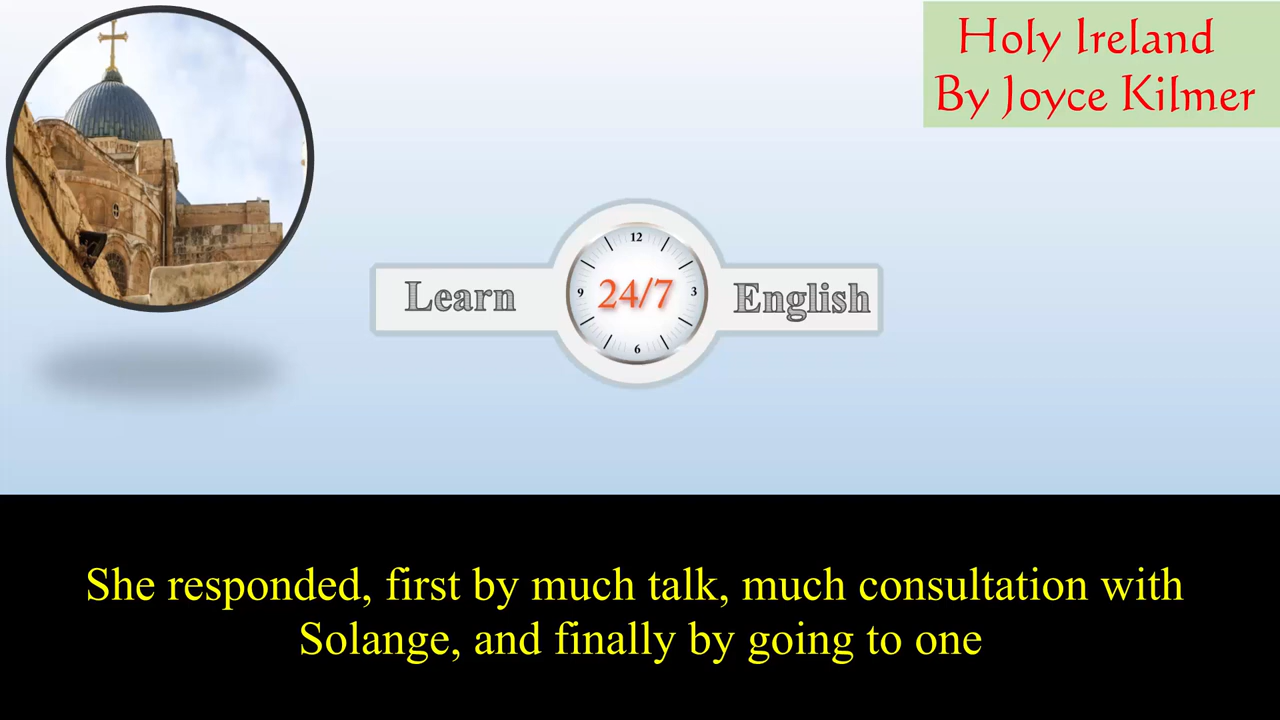 Holy Ireland
By Joyce Kilmer
12
Learn
9
24/7
3
English
6
She responded, first by much talk, much consultation with
Solange, and finally by going to one